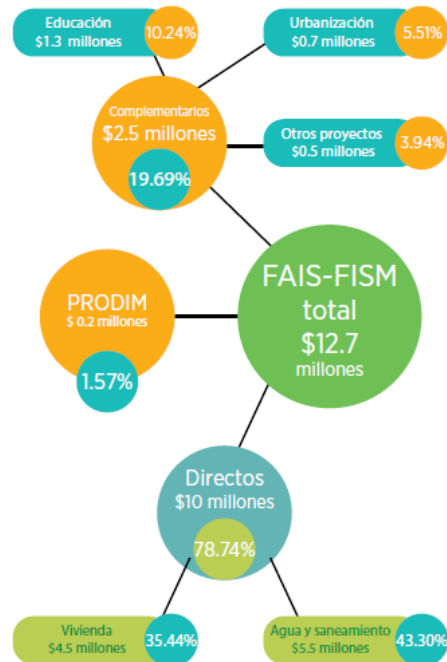 Educación
$1.3 millones
10.24%
Urbanización
$0.7 millones
5.51%
Complementarios
$2.5 millones
19.69%
Otros proyectos
$0.5 millones
3.94%
FAIS-FISM
total
$12.7
millones
PRODIM
$ 0.2 millones
1.57%
Directos
$10 millones
78.74%
Vivienda
$4.5 millones
35.44%
Agua y saneamiento
$5.5 millones
43.30%